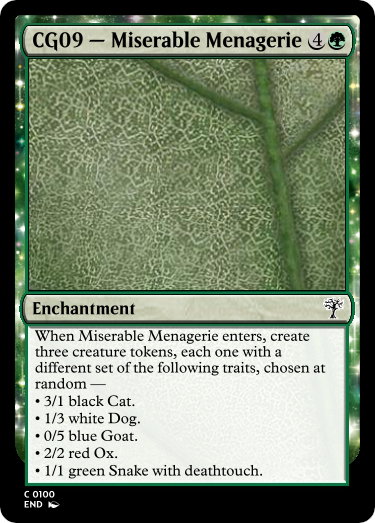 CG09 — Miserable Menagerie 4
Enchantment
When Miserable Menagerie enters, create
three creature tokens, each one with a
different set of the following traits, chosen at
random —
• 3/1 black Cat.
• 1/3 white Dog.
• 0/5 blue Goat.
• 2/2 red Ox.
• 1/1 green Snake with deathtouch.
C 0100
END